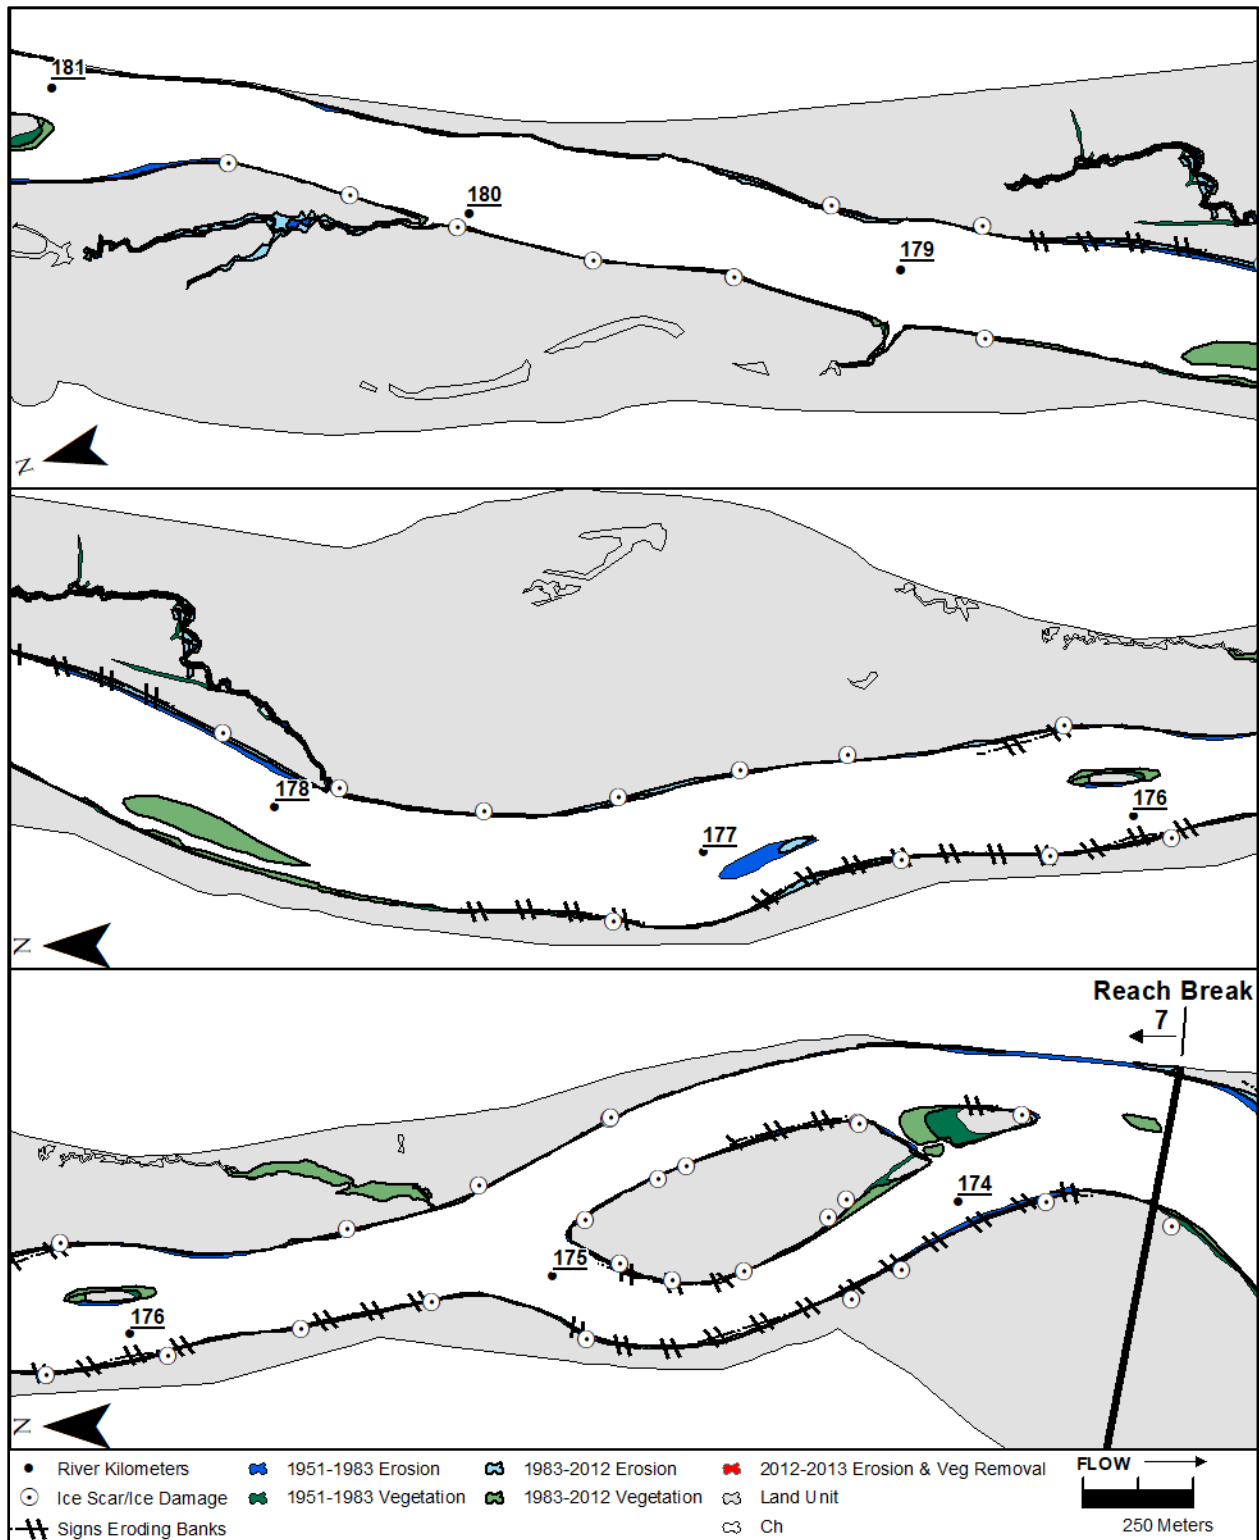 181
180
179
N
178
177
176
N
Reach Break
7
174
175
176
N
River Kilometers
1951-1983 Erosion
1983-2012 Erosion
2012-2013 Erosion & Veg Removal
FLOW
Ice Scar/Ice Damage
1951-1983 Vegetation
1983-2012 Vegetation
Land Unit
Signs Eroding Banks
Ch
250 Meters